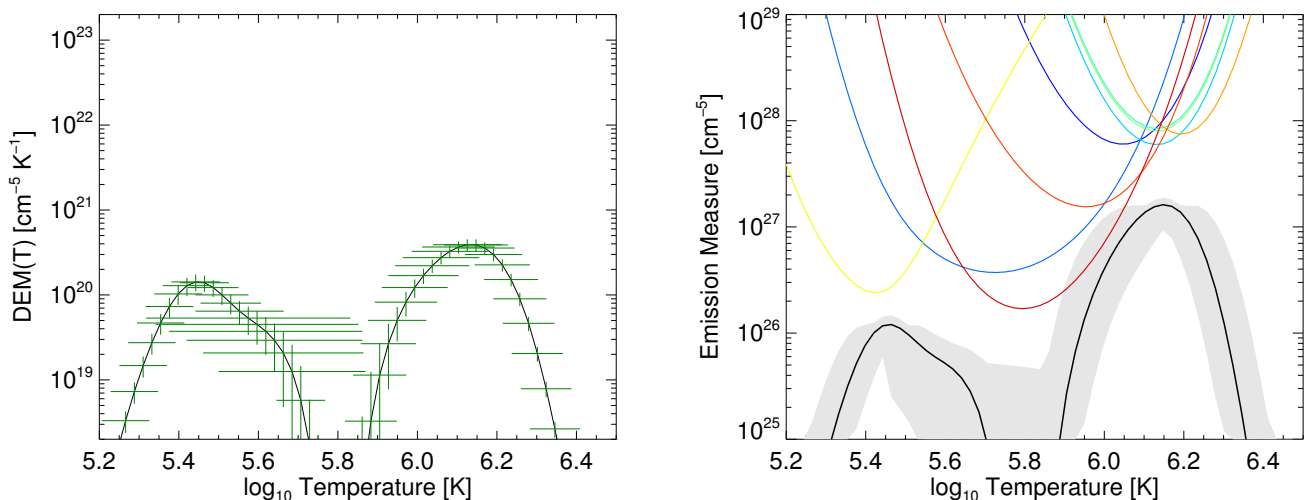 10²³
10²²
10²¹
10²⁰
10¹⁹
DEM(T) [cm⁻⁵ K⁻¹]
5.2 5.4 5.6 5.8 6.0 6.2 6.4
log₁₀ Temperature [K]
10²⁹
10²⁸
10²⁷
10²⁶
10²⁵
Emission Measure [cm⁻⁵]
5.2 5.4 5.6 5.8 6.0 6.2 6.4
log₁₀ Temperature [K]